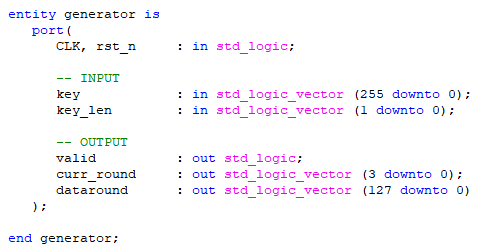 entity generator is
port(
CLK, rst_n : in std_logic;
-- INPUT
key : in std_logic_vector (255 downto 0);
key_len : in std_logic_vector (1 downto 0);
-- OUTPUT
valid : out std_logic;
curr_round : out std_logic_vector (3 downto 0);
dataround : out std_logic_vector (127 downto 0)
);
end generator;